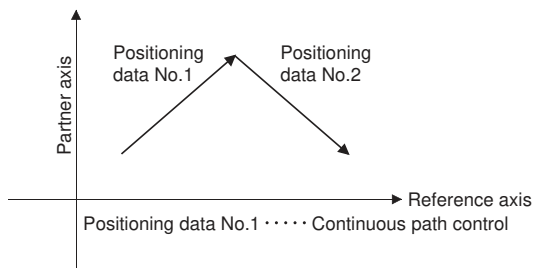 Partner axis
Positioning
data No.1
Positioning
data No.2
Reference axis
Positioning data No.1 ····· Continuous path control